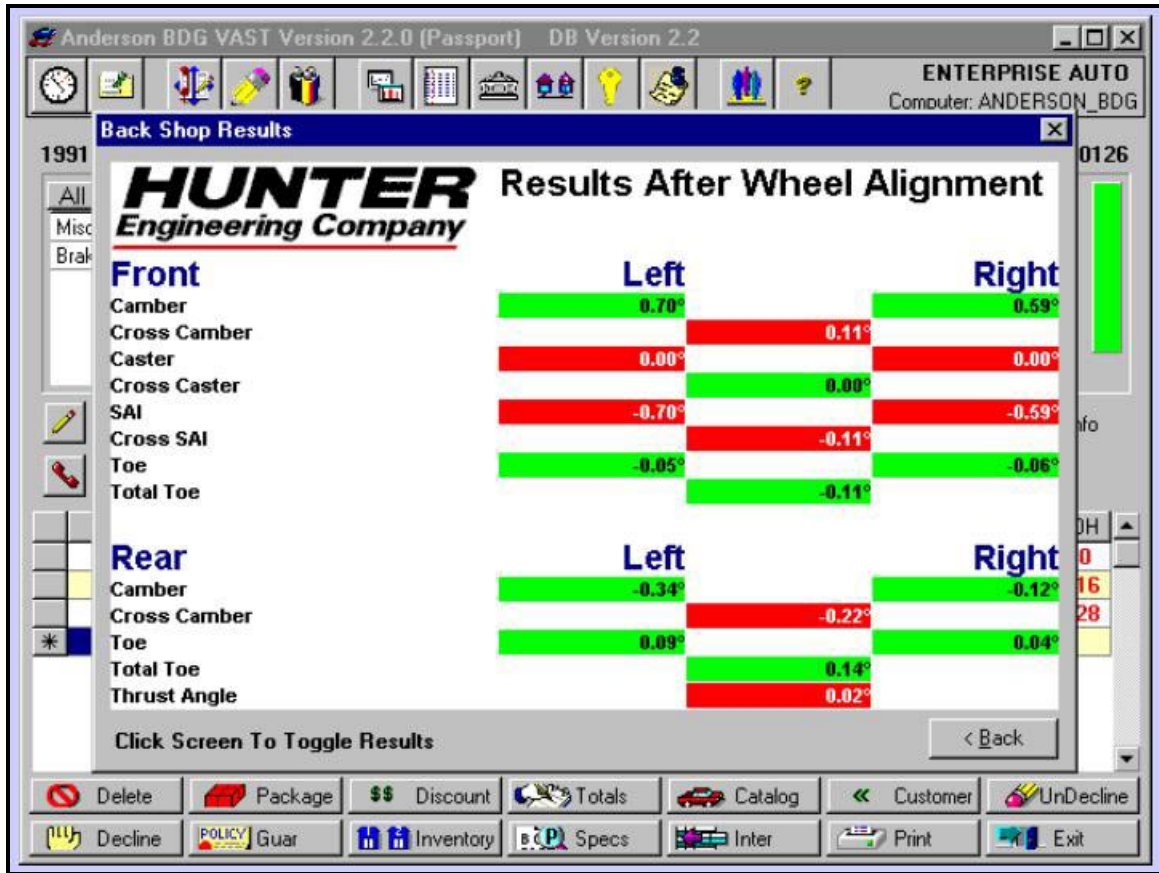 Anderson BDG VAST Version 2.2.0 (Passport) DB Version 2.2
ENTERPRISE AUTO
Computer: ANDERSON_BDG
Back Shop Results
1991
0126
All
Misc
Brak
HUNTER
Engineering Company
Results After Wheel Alignment
Front Left Right
Camber 0.70° 0.59°
Cross Camber 0.11°
Caster 0.00° 0.00°
Cross Caster 0.00°
SAI -0.70° -0.59°
Cross SAI -0.11°
Toe -0.05° -0.06°
Total Toe -0.11°
Rear Left Right
Camber -0.34° -0.12°
Cross Camber -0.22°
Toe 0.09° 0.04°
Total Toe 0.14°
Thrust Angle 0.02°
nfo
OH
0
16
28
Click Screen To Toggle Results
< Back
Delete Package $$ Discount Totals Catalog « Customer UnDecline
Decline POLICY Guar Inventory B P Specs Inter Print Exit